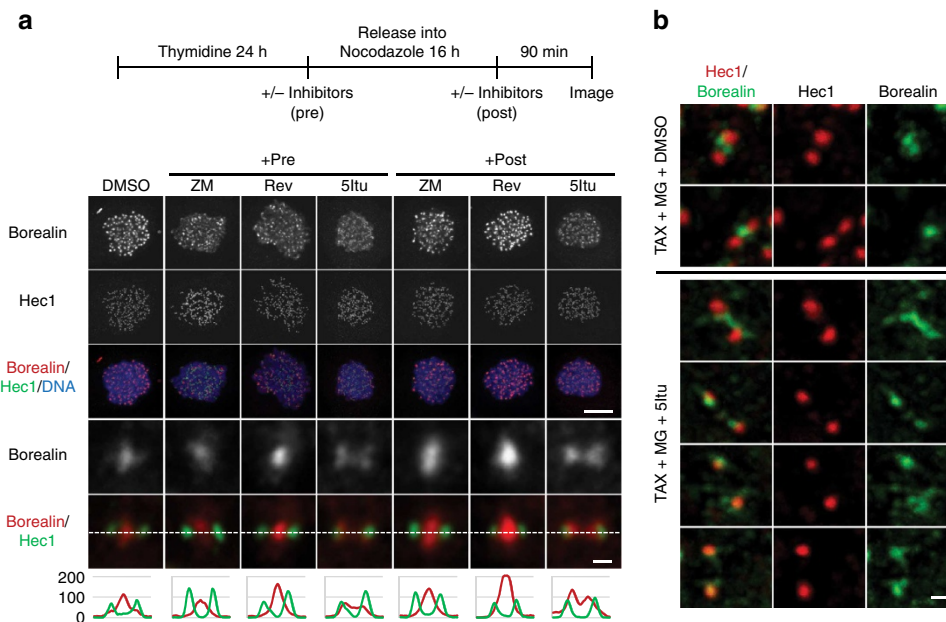 a
Release into
Thymidine 24 h
Nocodazole 16 h
90 min
+/– Inhibitors
(pre)
+/– Inhibitors
(post)
Image
+Pre
+Post
DMSO
ZM
Rev
5Itu
ZM
Rev
5Itu
Borealin
Hec1
Borealin/
Hec1/DNA
Borealin
Borealin/
Hec1
200
100
0
b
Hec1/
Borealin
Hec1
Borealin
TAX + MG + DMSO
TAX + MG + 5Itu